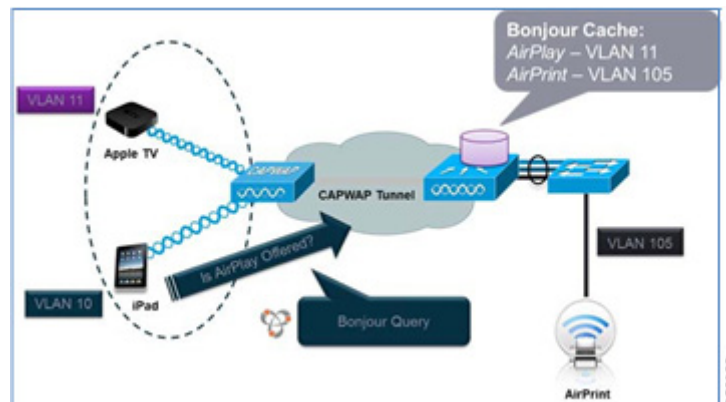 Bonjour Cache:
AirPlay – VLAN 11
AirPrint – VLAN 105
VLAN 11
Apple TV
CAPWAP
CAPWAP Tunnel
Is AirPlay Offered?
VLAN 105
VLAN 10
iPad
Bonjour Query
AirPrint